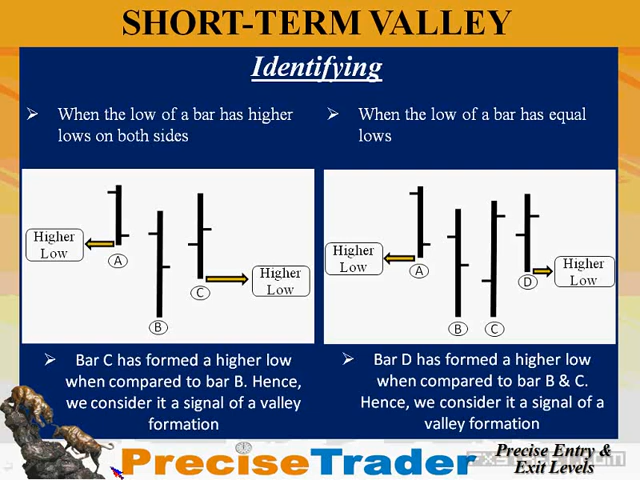 SHORT-TERM VALLEY
Identifying
➢ When the low of a bar has higher
lows on both sides
➢ When the low of a bar has equal
lows
Higher
Low
A
B
C
Higher
Low
Higher
Low
A
B
C
D
Higher
Low
➢ Bar C has formed a higher low
when compared to bar B. Hence,
we consider it a signal of a valley
formation
➢ Bar D has formed a higher low
when compared to bar B & C.
Hence, we consider it a signal of a
valley formation
PreciseTrader
Precise Entry &
Exit Levels